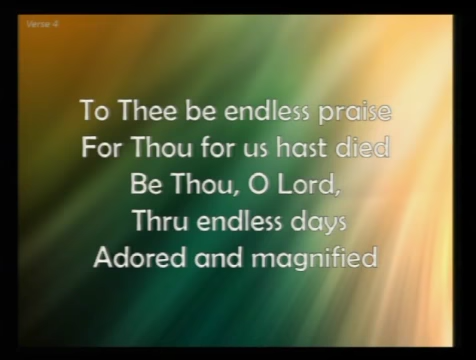 Verse 4
To Thee be endless praise
For Thou for us hast died
Be Thou, O Lord,
Thru endless days
Adored and magnified